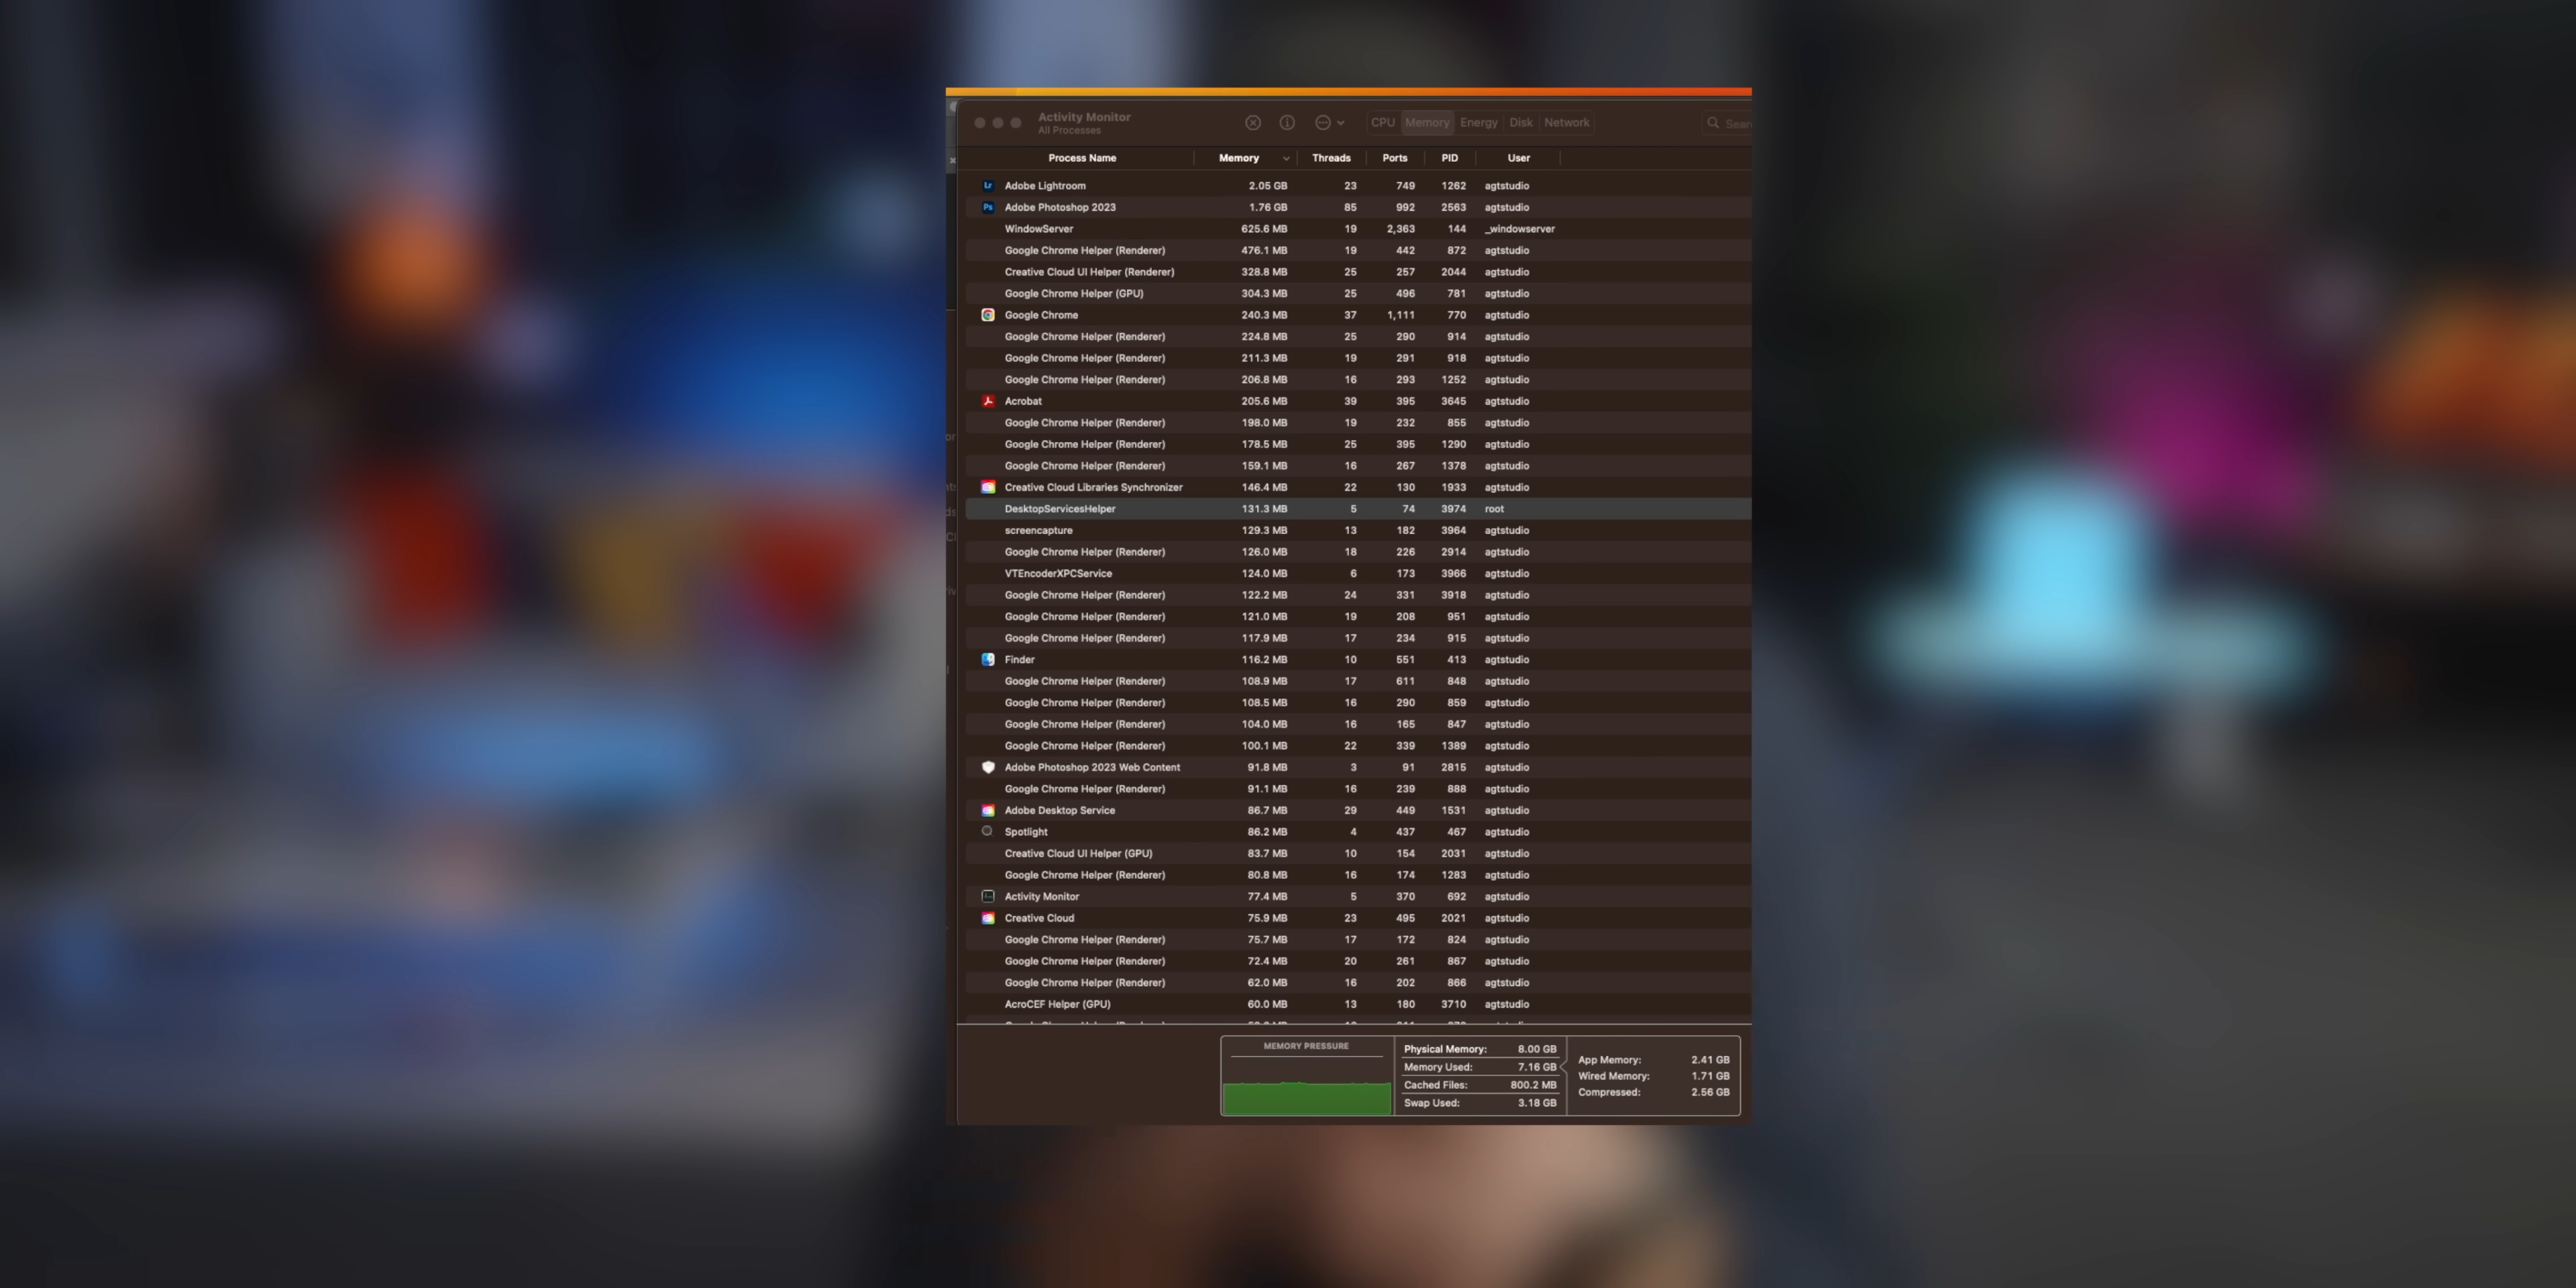 Activity Monitor
All Processes
CPU Memory Energy Disk Network
Process Name Memory Threads Ports PID User
Adobe Lightroom 2.05 GB 23 749 1262 agtstudio
Adobe Photoshop 2023 1.76 GB 85 992 2563 agtstudio
WindowServer 625.6 MB 19 2,363 144 _windowserver
Google Chrome Helper (Renderer) 476.1 MB 19 442 872 agtstudio
Creative Cloud UI Helper (Renderer) 328.8 MB 25 257 2044 agtstudio
Google Chrome Helper (GPU) 304.3 MB 25 496 781 agtstudio
Google Chrome 240.3 MB 37 1,111 770 agtstudio
Google Chrome Helper (Renderer) 224.8 MB 25 290 914 agtstudio
Google Chrome Helper (Renderer) 211.3 MB 19 291 918 agtstudio
Google Chrome Helper (Renderer) 206.8 MB 16 293 1252 agtstudio
Acrobat 205.6 MB 39 395 3645 agtstudio
Google Chrome Helper (Renderer) 198.0 MB 19 232 855 agtstudio
Google Chrome Helper (Renderer) 178.5 MB 25 395 1290 agtstudio
Google Chrome Helper (Renderer) 159.1 MB 16 267 1378 agtstudio
Creative Cloud Libraries Synchronizer 146.4 MB 22 130 1933 agtstudio
DesktopServicesHelper 131.3 MB 5 74 3974 root
screencapture 129.3 MB 13 182 3964 agtstudio
Google Chrome Helper (Renderer) 126.0 MB 18 226 2914 agtstudio
VTEncoderXPCService 124.0 MB 6 173 3966 agtstudio
Google Chrome Helper (Renderer) 122.2 MB 24 331 3918 agtstudio
Google Chrome Helper (Renderer) 121.0 MB 19 208 951 agtstudio
Google Chrome Helper (Renderer) 117.9 MB 17 234 915 agtstudio
Finder 116.2 MB 10 551 413 agtstudio
Google Chrome Helper (Renderer) 108.9 MB 17 611 848 agtstudio
Google Chrome Helper (Renderer) 108.5 MB 16 290 859 agtstudio
Google Chrome Helper (Renderer) 104.0 MB 16 165 847 agtstudio
Google Chrome Helper (Renderer) 100.1 MB 22 339 1389 agtstudio
Adobe Photoshop 2023 Web Content 91.8 MB 3 91 2815 agtstudio
Google Chrome Helper (Renderer) 91.1 MB 16 239 888 agtstudio
Adobe Desktop Service 86.7 MB 29 449 1531 agtstudio
Spotlight 86.2 MB 4 437 467 agtstudio
Creative Cloud UI Helper (GPU) 83.7 MB 10 154 2031 agtstudio
Google Chrome Helper (Renderer) 80.8 MB 16 174 1283 agtstudio
Activity Monitor 77.4 MB 5 370 692 agtstudio
Creative Cloud 75.9 MB 23 495 2021 agtstudio
Google Chrome Helper (Renderer) 75.7 MB 17 172 824 agtstudio
Google Chrome Helper (Renderer) 72.4 MB 20 261 867 agtstudio
Google Chrome Helper (Renderer) 62.0 MB 16 202 866 agtstudio
AcroCEF Helper (GPU) 60.0 MB 13 180 3710 agtstudio
MEMORY PRESSURE
Physical Memory: 8.00 GB
Memory Used: 7.16 GB
Cached Files: 800.2 MB
Swap Used: 3.18 GB
App Memory: 2.41 GB
Wired Memory: 1.71 GB
Compressed: 2.56 GB